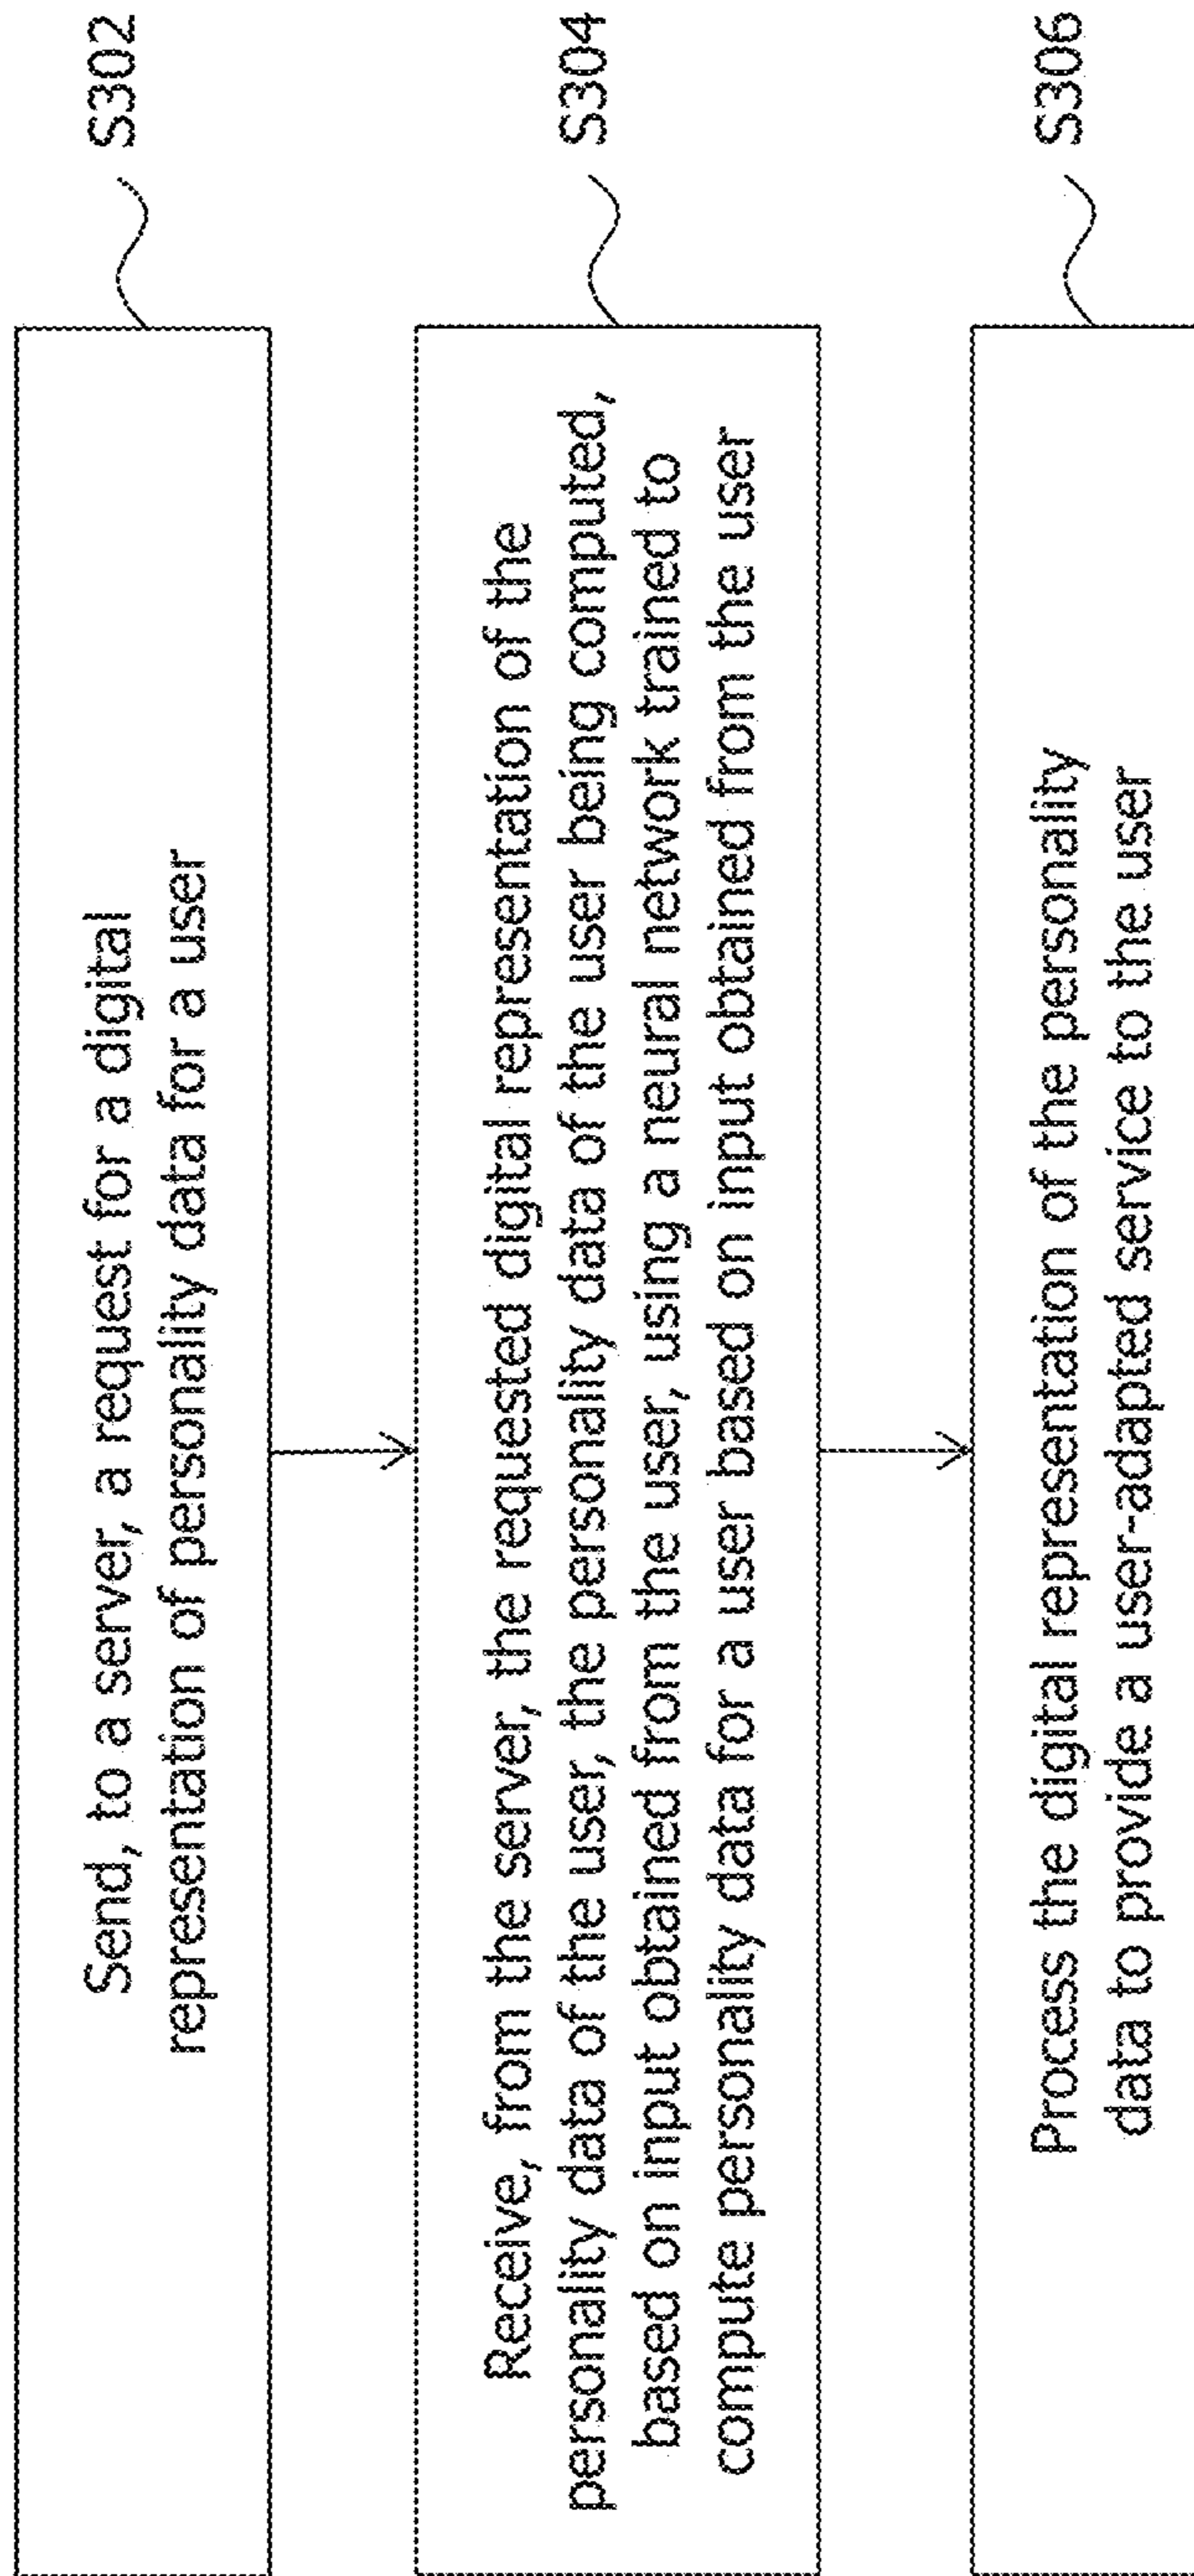 Send, to a server, a request for a digital
representation of personality data for a user
S302
Receive, from the server, the requested digital representation of the
personality data of the user, the personality data of the user being computed,
based on input obtained from the user, using a neural network trained to
compute personality data for a user based on input obtained from the user
S304
Process the digital representation of the personality
data to provide a user-adapted service to the user
S306